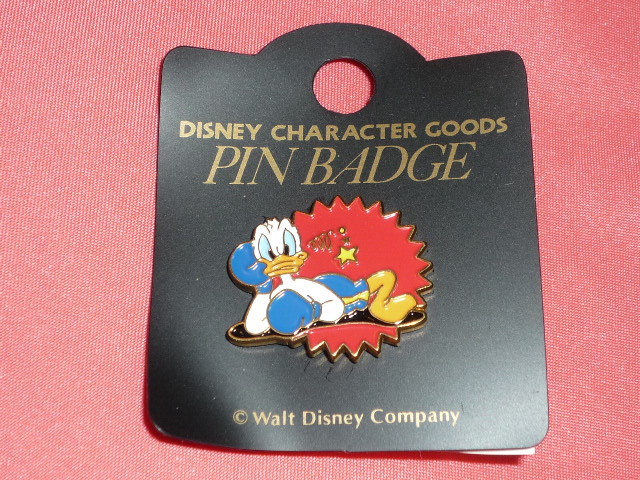 DISNEY CHARACTER GOODS
PIN BADGE
© Walt Disney Company